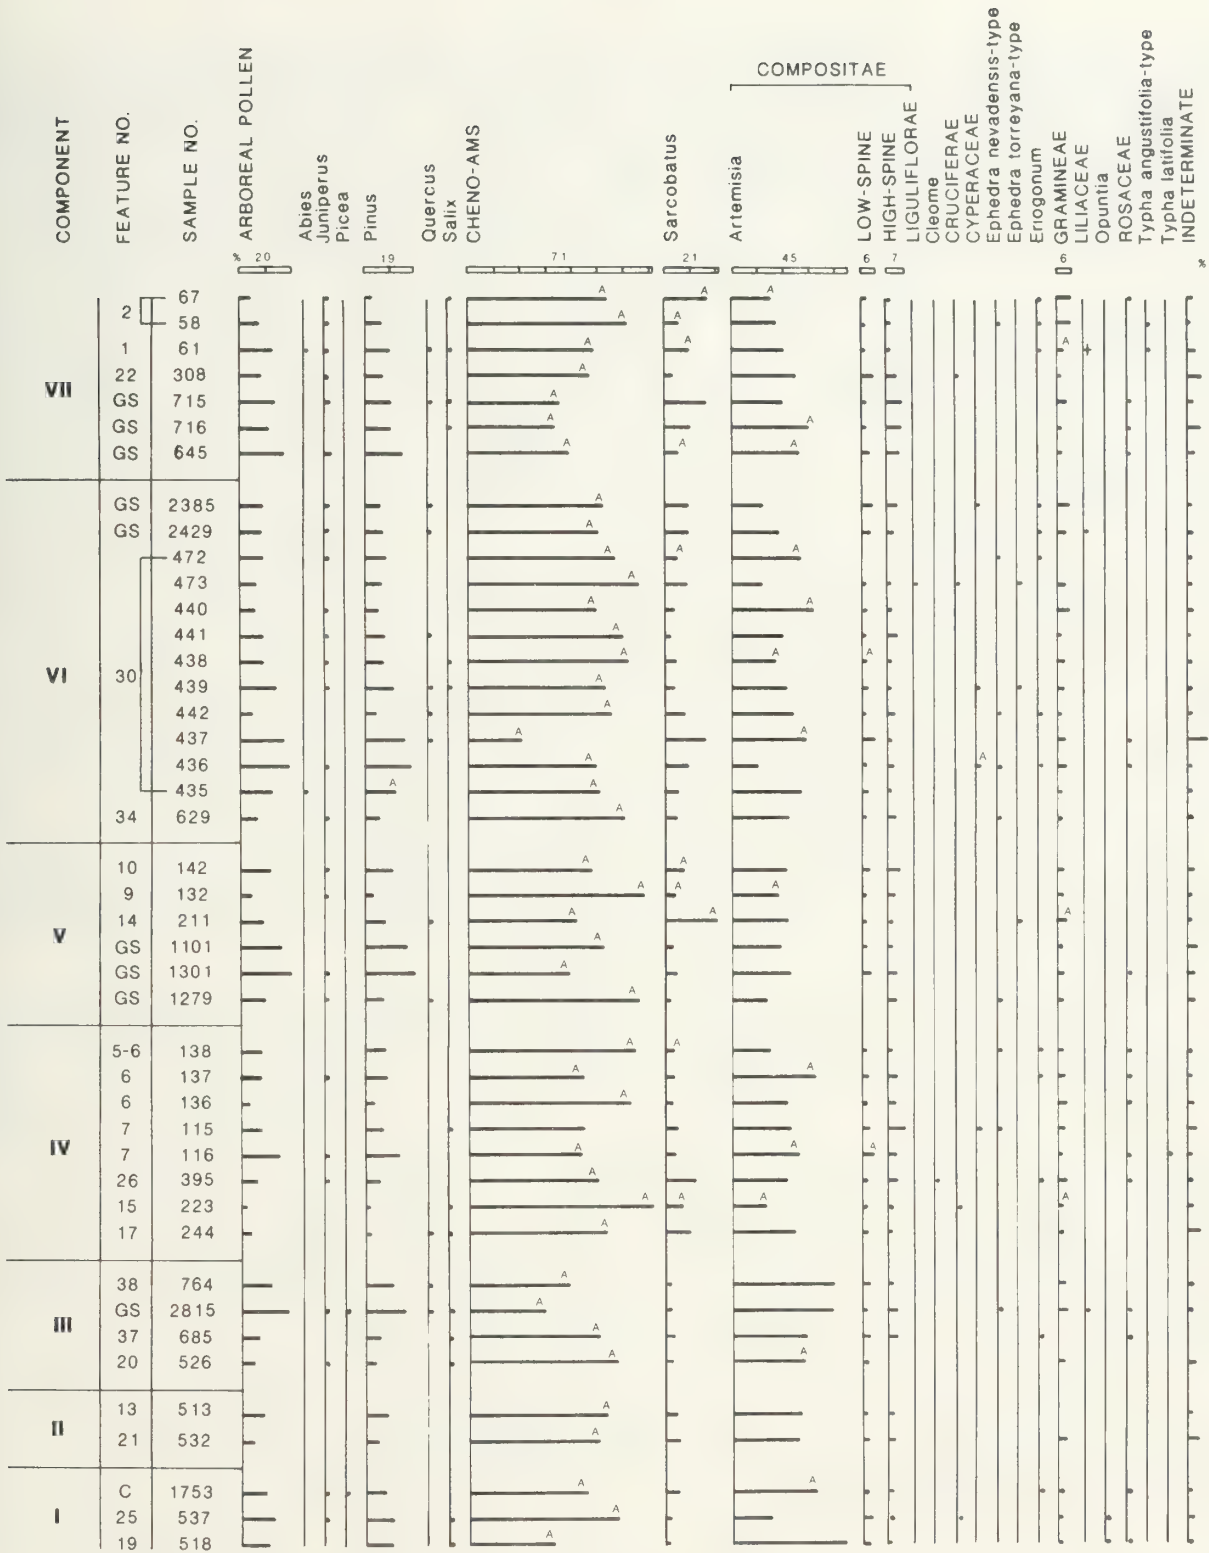 COMPOSITAE
COMPONENT FEATURE NO. SAMPLE NO. ARBOREAL POLLEN Abies Juniperus Picea Pinus Quercus Salix CHENO-AMS Sarcobatus Artemisia LOW-SPINE HIGH-SPINE LIGULIFLORAE Cleome CRUCIFERAE CYPERACEAE Ephedra nevadensis-type Ephedra torreyana-type Eriogonum GRAMINEAE LILIACEAE Opuntia ROSACEAE Typha angustifolia-type Typha latifolia INDETERMINATE
% 20 19 71 21 45 6 7 6 %
VII
2 67 A A A
58 A A
1 61 A A A +
22 308 A
GS 715 A
GS 716 A A
GS 645 A A A
VI
GS 2385 A
GS 2429 A
30
472 A A A
473 A
440 A A
441 A
438 A A A
439 A
442 A
437 A A
436 A A
435 A A
34 629 A
V
10 142 A A
9 132 A A A
14 211 A A A
GS 1101 A
GS 1301 A
GS 1279 A
IV
5-6 138 A A
6 137 A A
6 136 A
7 115
7 116 A A A
26 395 A
15 223 A A A A
17 244 A
III
38 764 A
GS 2815 A
37 685 A
20 526 A A
II
13 513 A
21 532 A
I
C 1753 A A
25 537 A
19 518 A